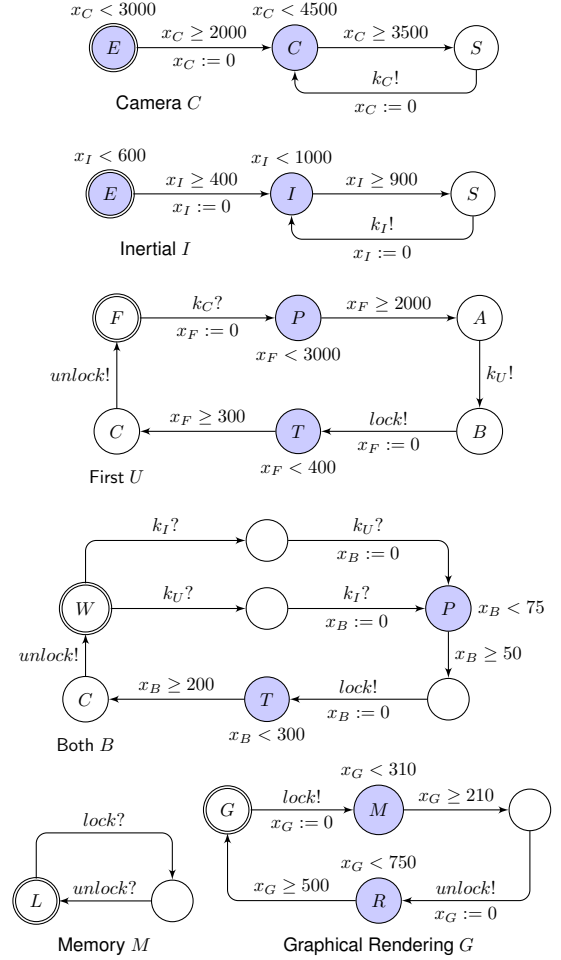 x_C < 3000
x_C < 4500
E
x_C ≥ 2000
x_C := 0
C
x_C ≥ 3500
S
k_C!
x_C := 0
Camera C
x_I < 600
x_I < 1000
E
x_I ≥ 400
x_I := 0
I
x_I ≥ 900
S
k_I!
x_I := 0
Inertial I
F
k_C?
x_F := 0
P
x_F ≥ 2000
A
x_F < 3000
unlock!
k_U!
C
x_F ≥ 300
T
lock!
x_F := 0
B
x_F < 400
First U
k_I?
k_U?
x_B := 0
W
k_U?
k_I?
x_B := 0
P
x_B < 75
unlock!
x_B ≥ 50
C
x_B ≥ 200
T
lock!
x_B := 0
x_B < 300
Both B
lock?
L
unlock?
Memory M
x_G < 310
G
lock!
x_G := 0
M
x_G ≥ 210
x_G < 750
x_G ≥ 500
R
unlock!
x_G := 0
Graphical Rendering G